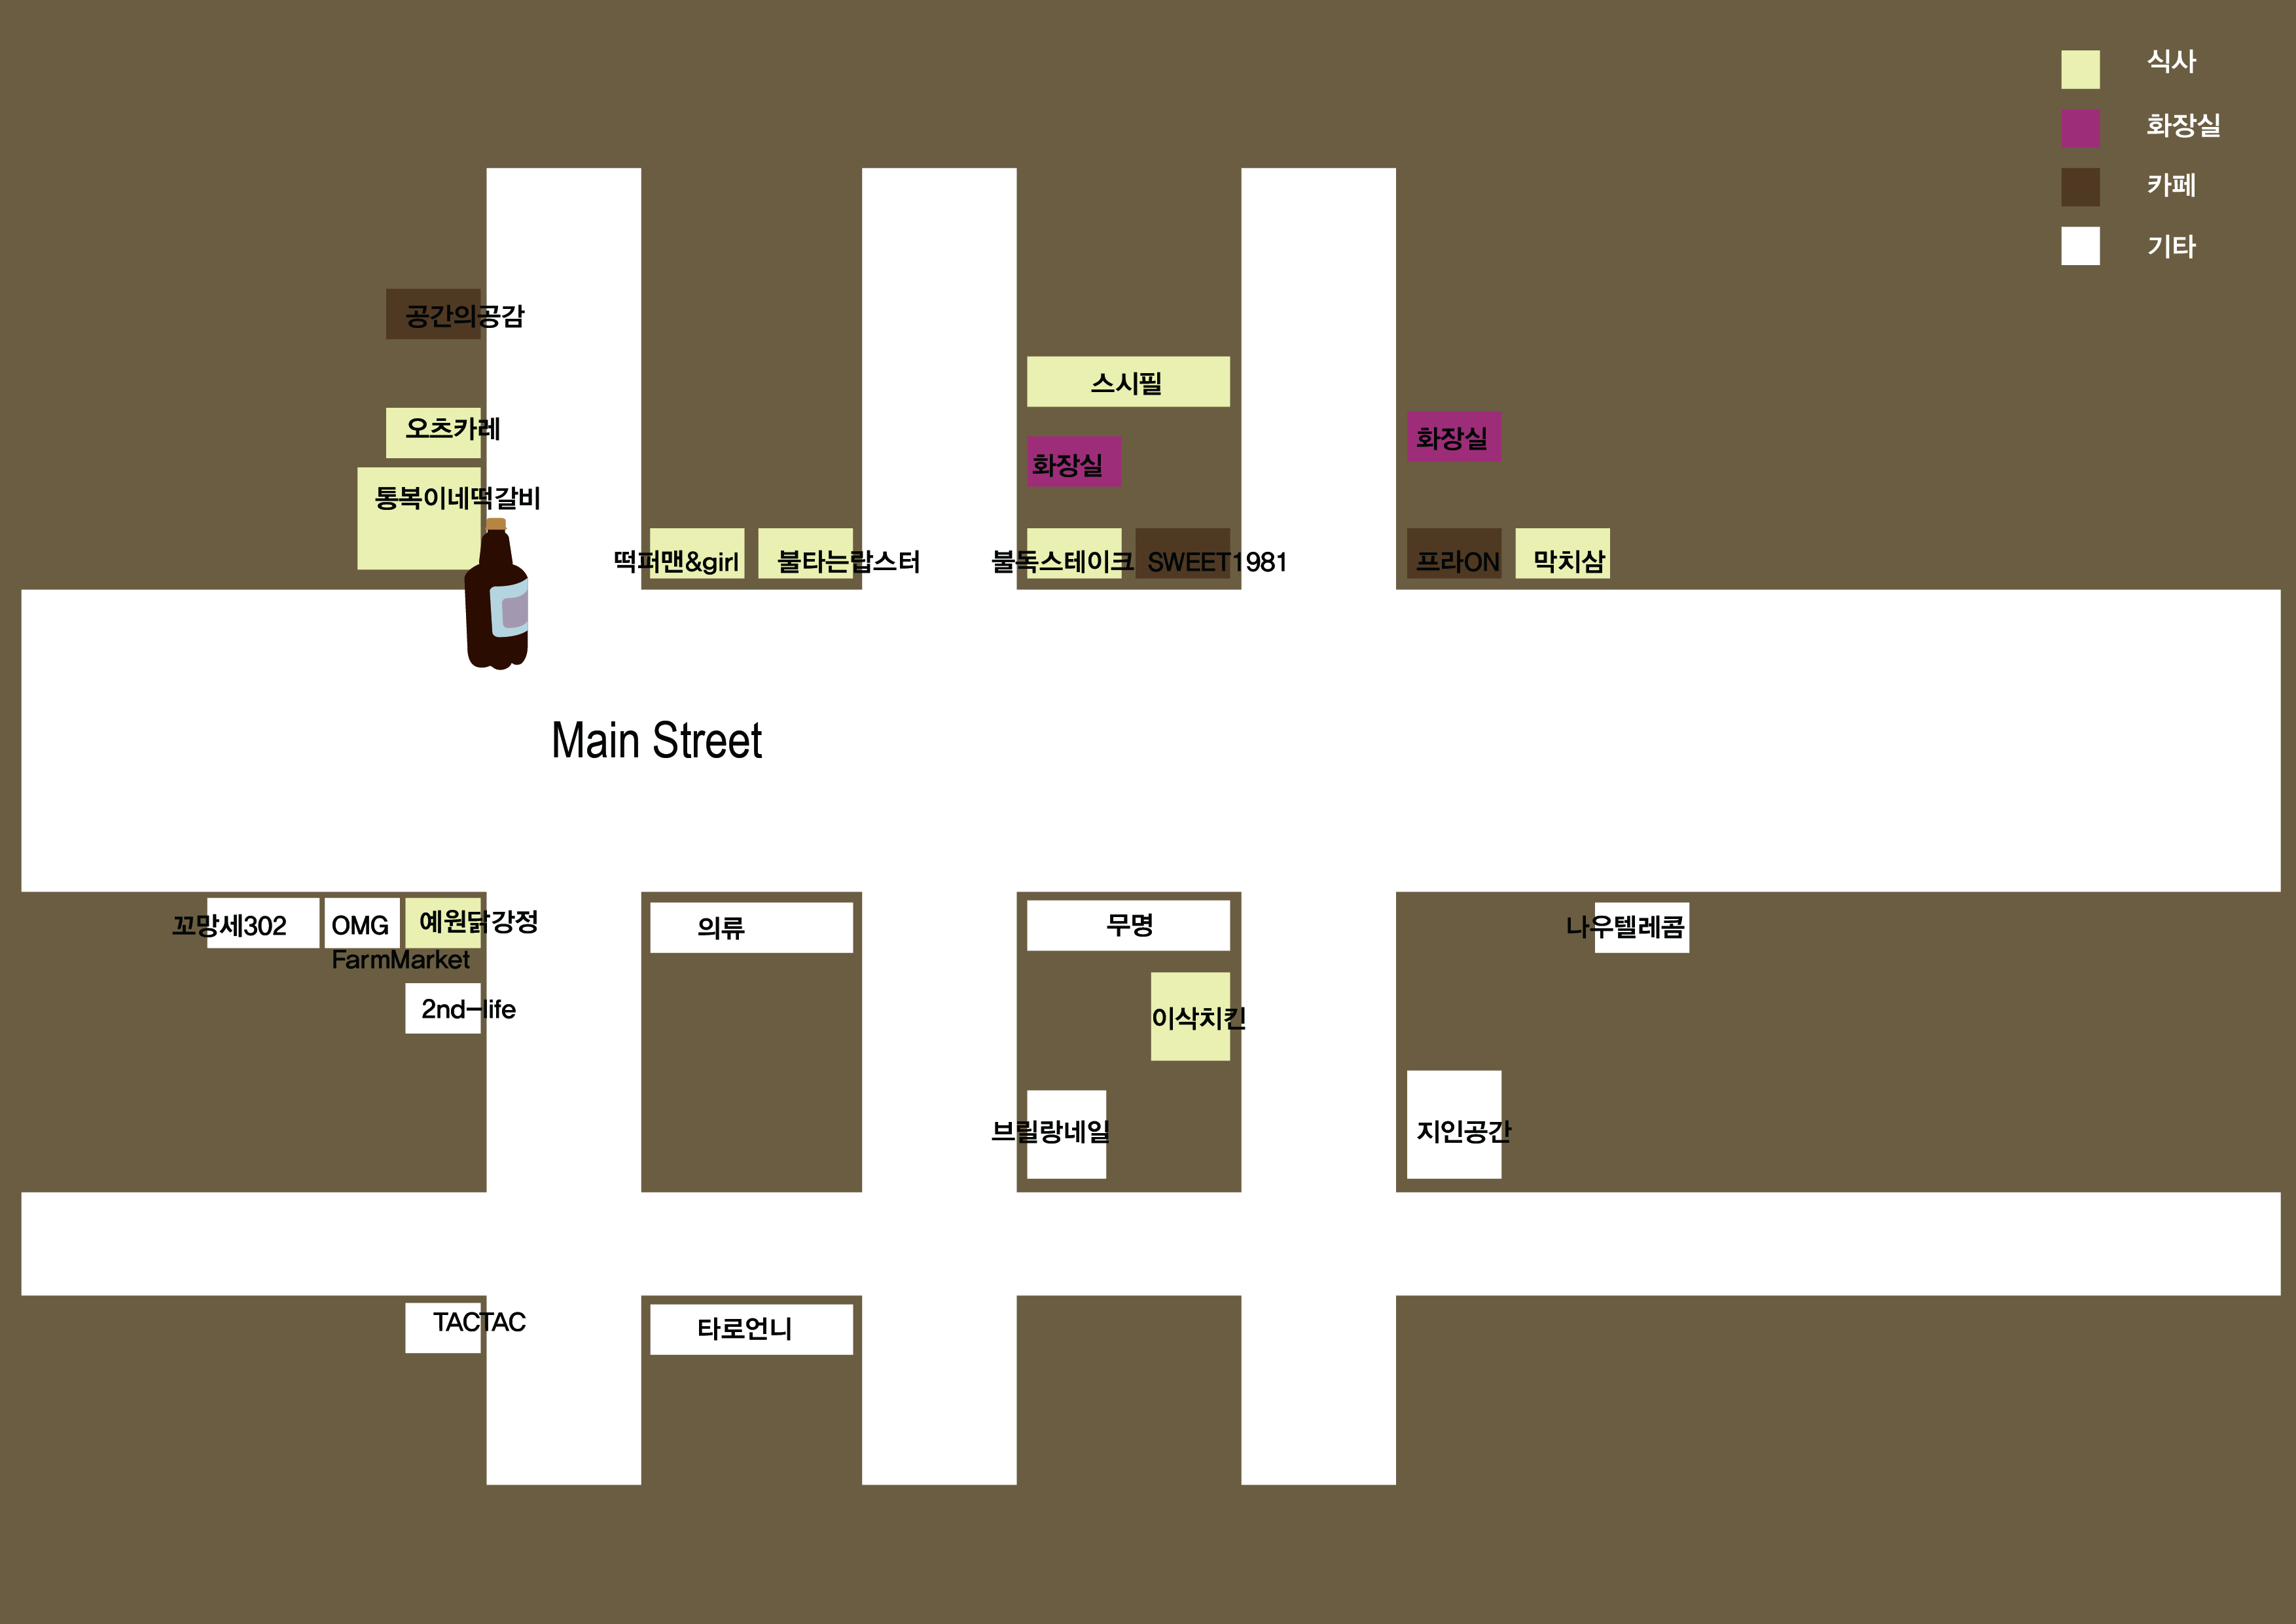 식사
화장실
카페
기타
공간의공감
스시필
오츠카레
화장실
화장실
통복이네떡갈비
떡퍼맨&girl
불타는랍스터
불독스테이크
SWEET1981
프라ON
막치삼
Main Street
꼬망세302
OMG
예원닭강정
의류
무명
나우텔레콤
FarmMarket
2nd-life
이삭치킨
브릴랑네일
지인공간
TACTAC
타로언니